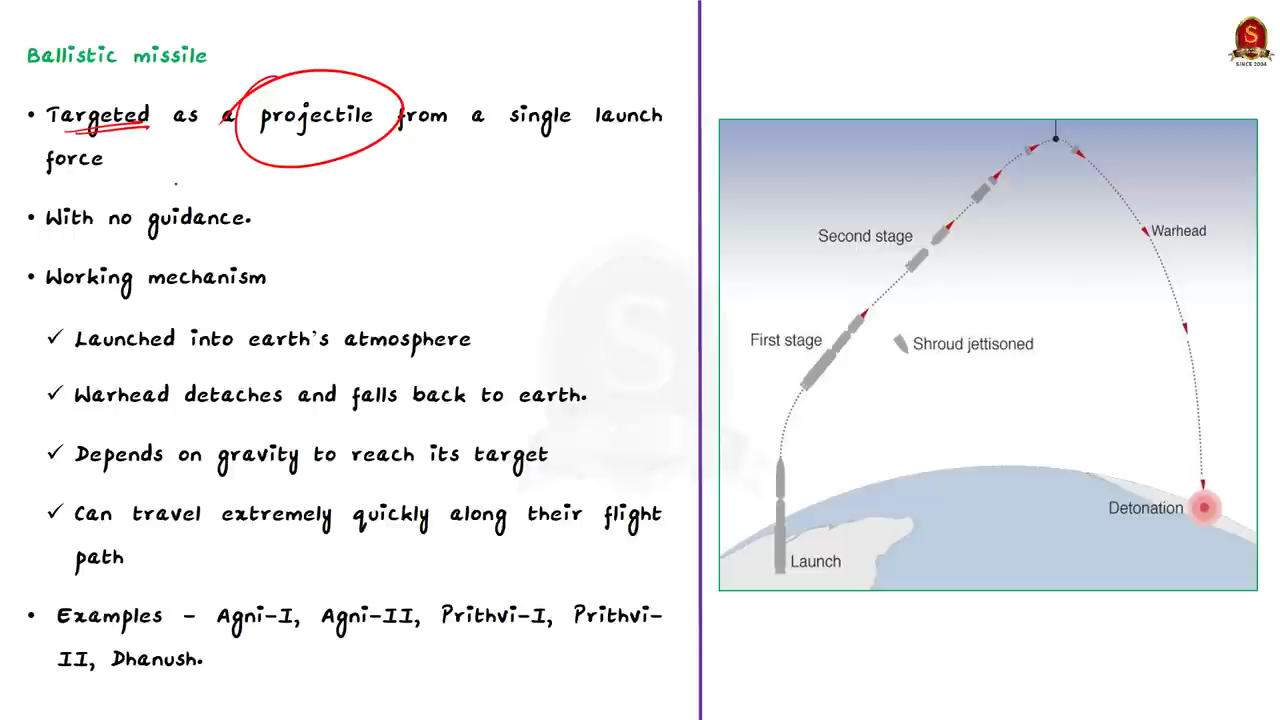 Ballistic missile
• Targeted as a projectile from a single launch
force
• With no guidance.
• Working mechanism
✓ Launched into earth's atmosphere
✓ Warhead detaches and falls back to earth.
✓ Depends on gravity to reach its target
✓ Can travel extremely quickly along their flight
path
• Examples – Agni-I, Agni-II, Prithvi-I, Prithvi-
II, Dhanush.
S
SINCE 2004
Second stage
Warhead
First stage
Shroud jettisoned
Detonation
Launch
S